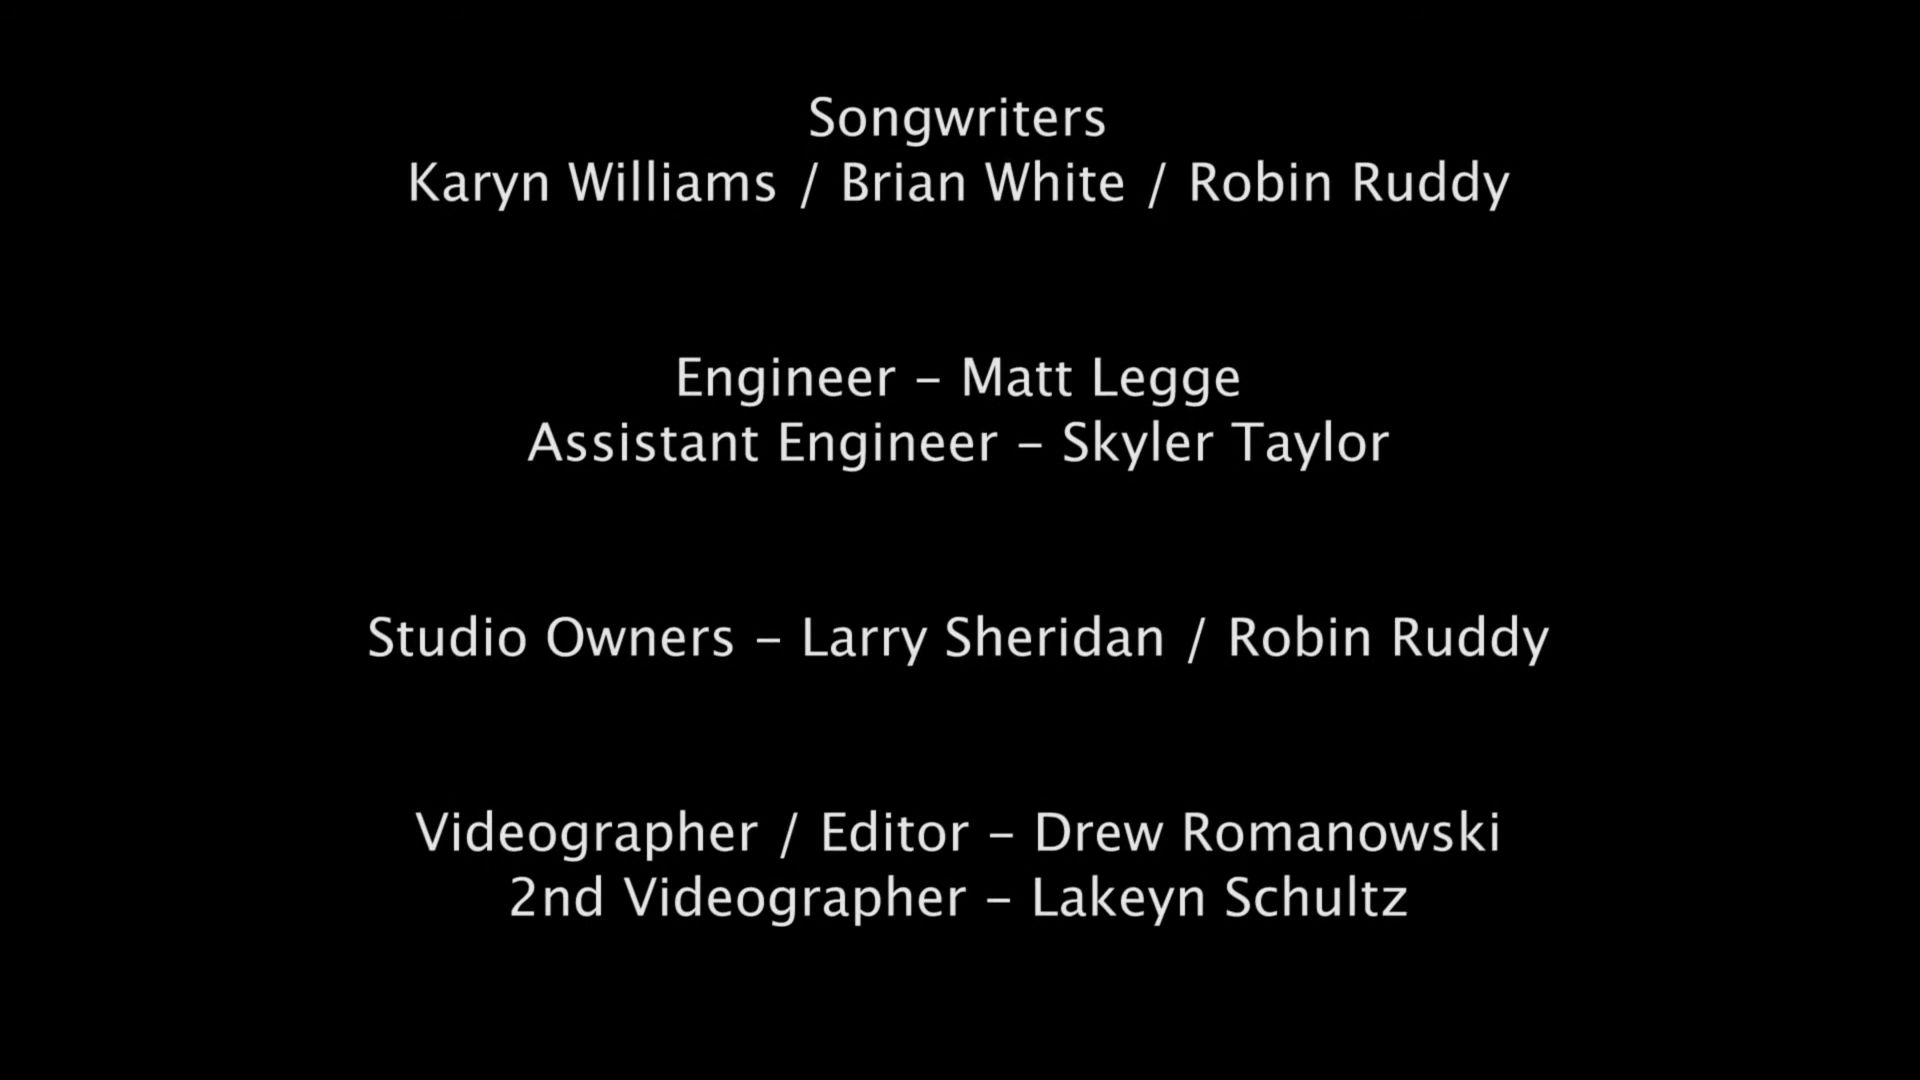 Songwriters
Karyn Williams / Brian White / Robin Ruddy
Engineer – Matt Legge
Assistant Engineer – Skyler Taylor
Studio Owners – Larry Sheridan / Robin Ruddy
Videographer / Editor – Drew Romanowski
2nd Videographer – Lakeyn Schultz